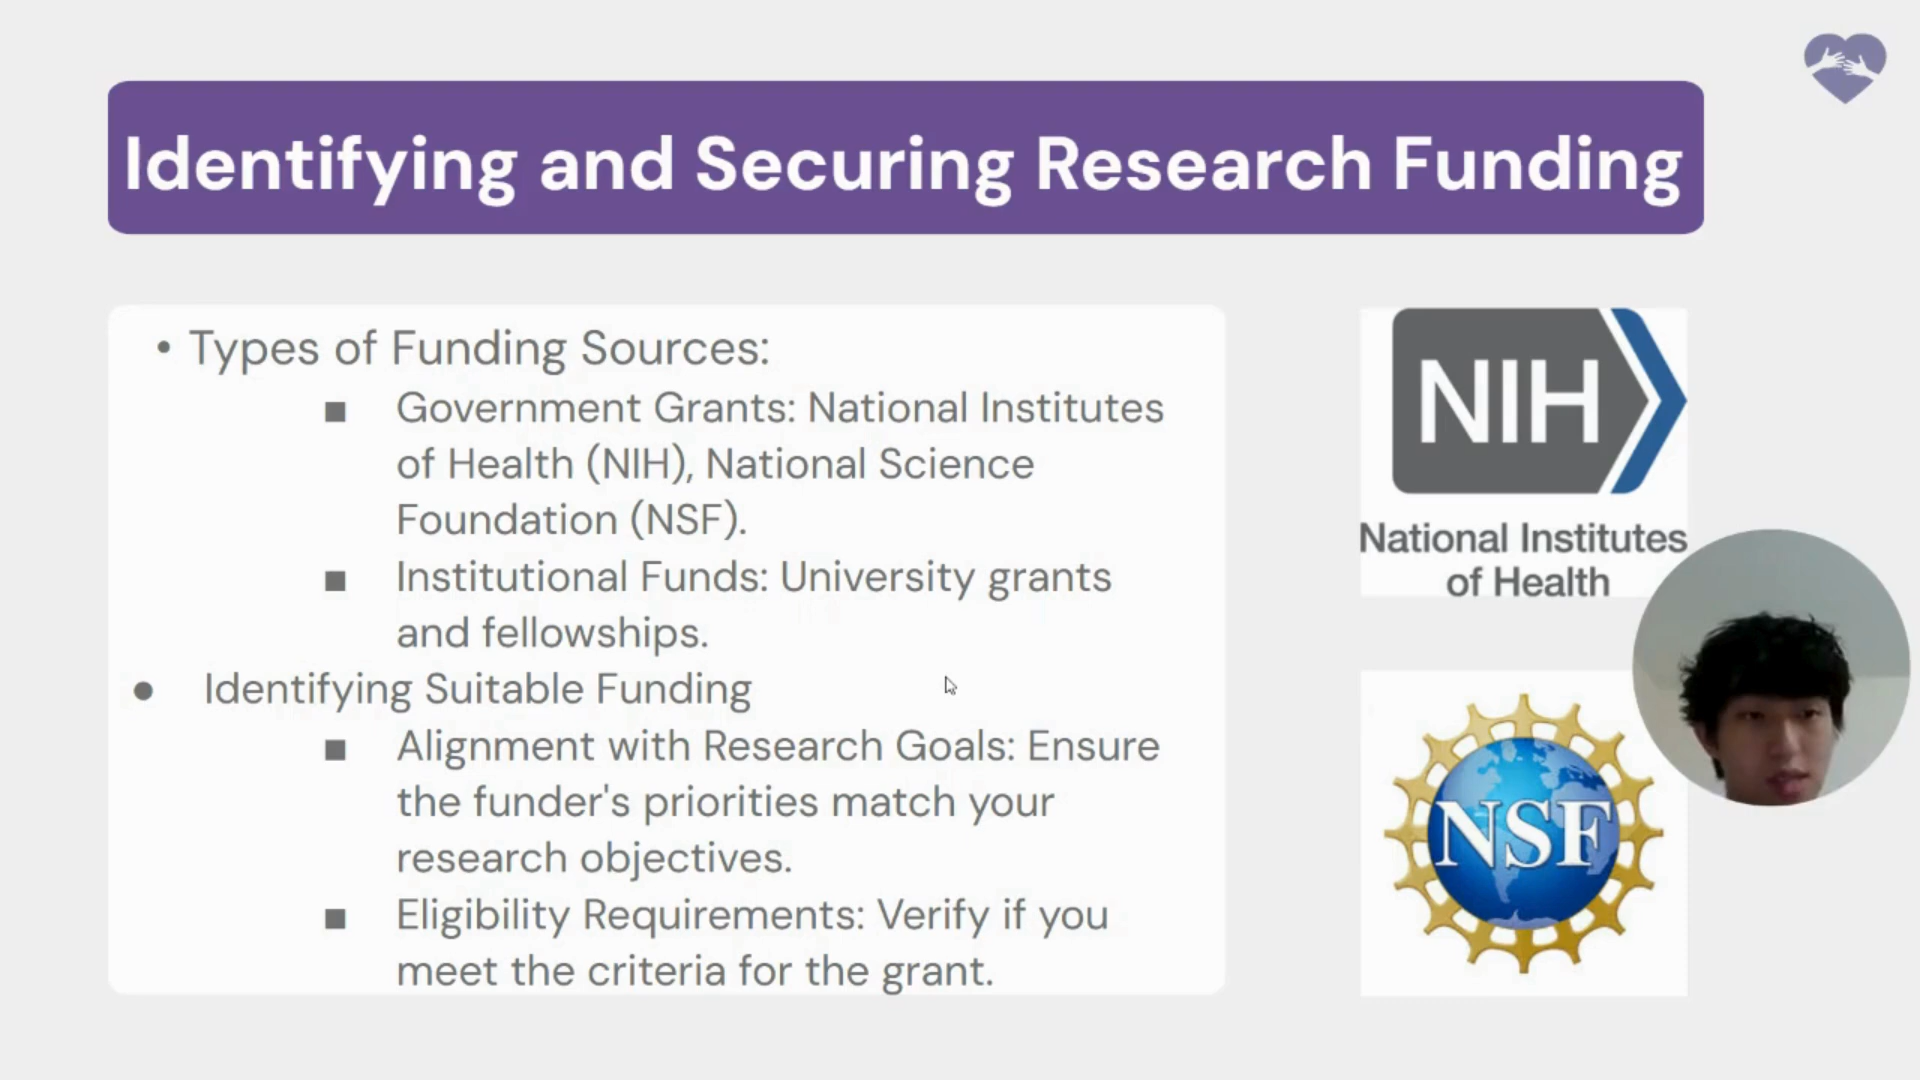 Identifying and Securing Research Funding
• Types of Funding Sources:
■ Government Grants: National Institutes
of Health (NIH), National Science
Foundation (NSF).
■ Institutional Funds: University grants
and fellowships.
● Identifying Suitable Funding
■ Alignment with Research Goals: Ensure
the funder's priorities match your
research objectives.
■ Eligibility Requirements: Verify if you
meet the criteria for the grant.
NIH
National Institutes
of Health
NSF